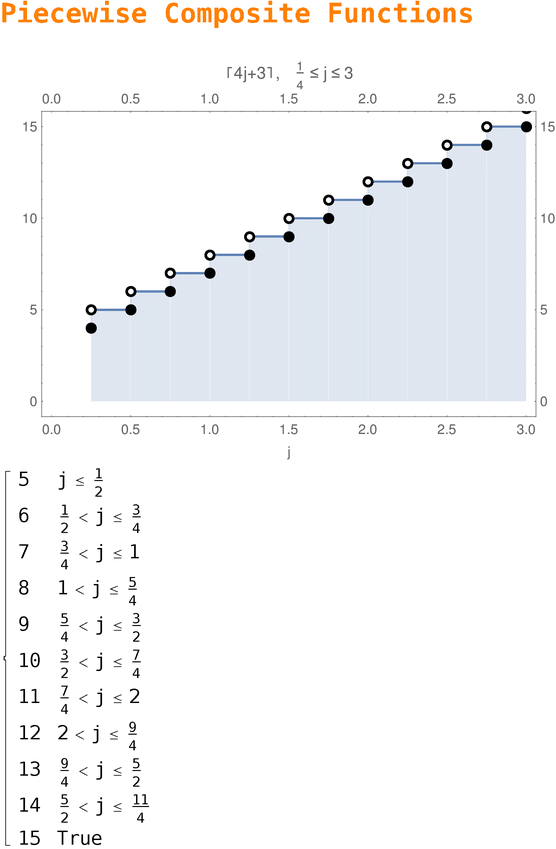 Piecewise Composite Functions
⌈4j+3⌉, 1/4 ≤ j ≤ 3
0.0 0.5 1.0 1.5 2.0 2.5 3.0
15 15
10 10
5 5
0 0
0.0 0.5 1.0 1.5 2.0 2.5 3.0
j
5 j ≤ 1/2
6 1/2 < j ≤ 3/4
7 3/4 < j ≤ 1
8 1 < j ≤ 5/4
9 5/4 < j ≤ 3/2
10 3/2 < j ≤ 7/4
11 7/4 < j ≤ 2
12 2 < j ≤ 9/4
13 9/4 < j ≤ 5/2
14 5/2 < j ≤ 11/4
15 True